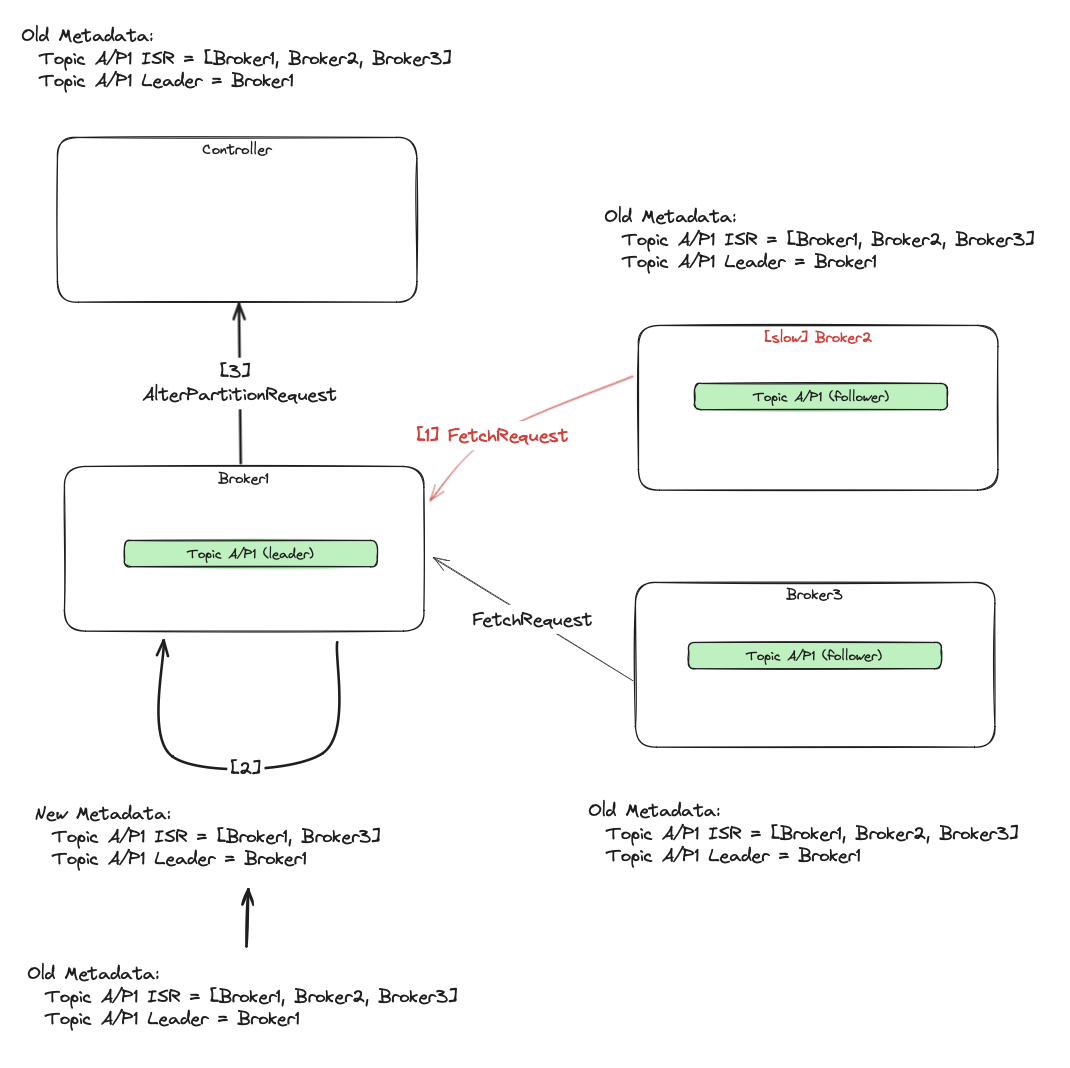 Old Metadata:
Topic A/P1 ISR = [Broker1, Broker2, Broker3]
Topic A/P1 Leader = Broker1
Controller
Old Metadata:
Topic A/P1 ISR = [Broker1, Broker2, Broker3]
Topic A/P1 Leader = Broker1
[slow] Broker2
Topic A/P1 (follower)
[3]
AlterPartitionRequest
[1] FetchRequest
Broker1
Topic A/P1 (leader)
FetchRequest
Broker3
Topic A/P1 (follower)
[2]
New Metadata:
Topic A/P1 ISR = [Broker1, Broker3]
Topic A/P1 Leader = Broker1
Old Metadata:
Topic A/P1 ISR = [Broker1, Broker2, Broker3]
Topic A/P1 Leader = Broker1
Old Metadata:
Topic A/P1 ISR = [Broker1, Broker2, Broker3]
Topic A/P1 Leader = Broker1